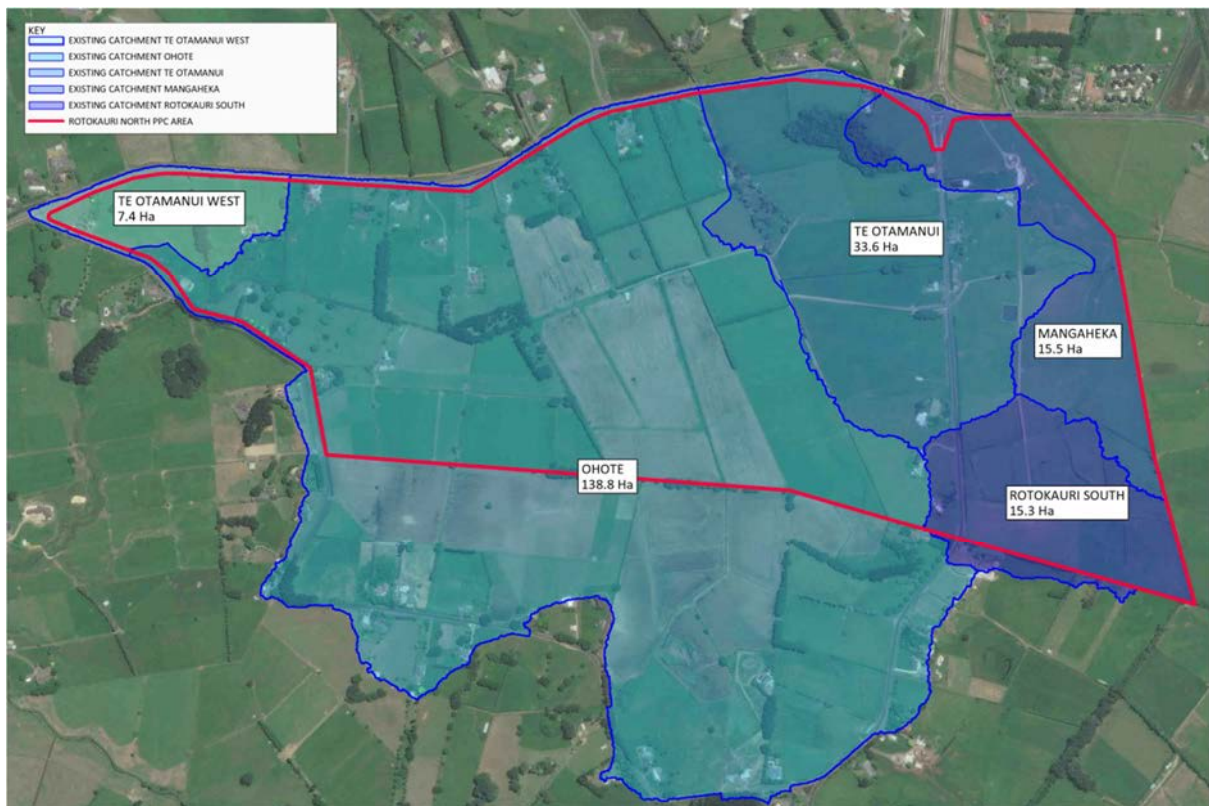 KEY
EXISTING CATCHMENT TE OTAMANUI WEST
EXISTING CATCHMENT OHOTE
EXISTING CATCHMENT TE OTAMANUI
EXISTING CATCHMENT MANGAHEKA
EXISTING CATCHMENT ROTOKAURI SOUTH
ROTOKAURI NORTH PPC AREA
TE OTAMANUI WEST
7.4 Ha
TE OTAMANUI
33.6 Ha
MANGAHEKA
15.5 Ha
OHOTE
138.8 Ha
ROTOKAURI SOUTH
15.3 Ha